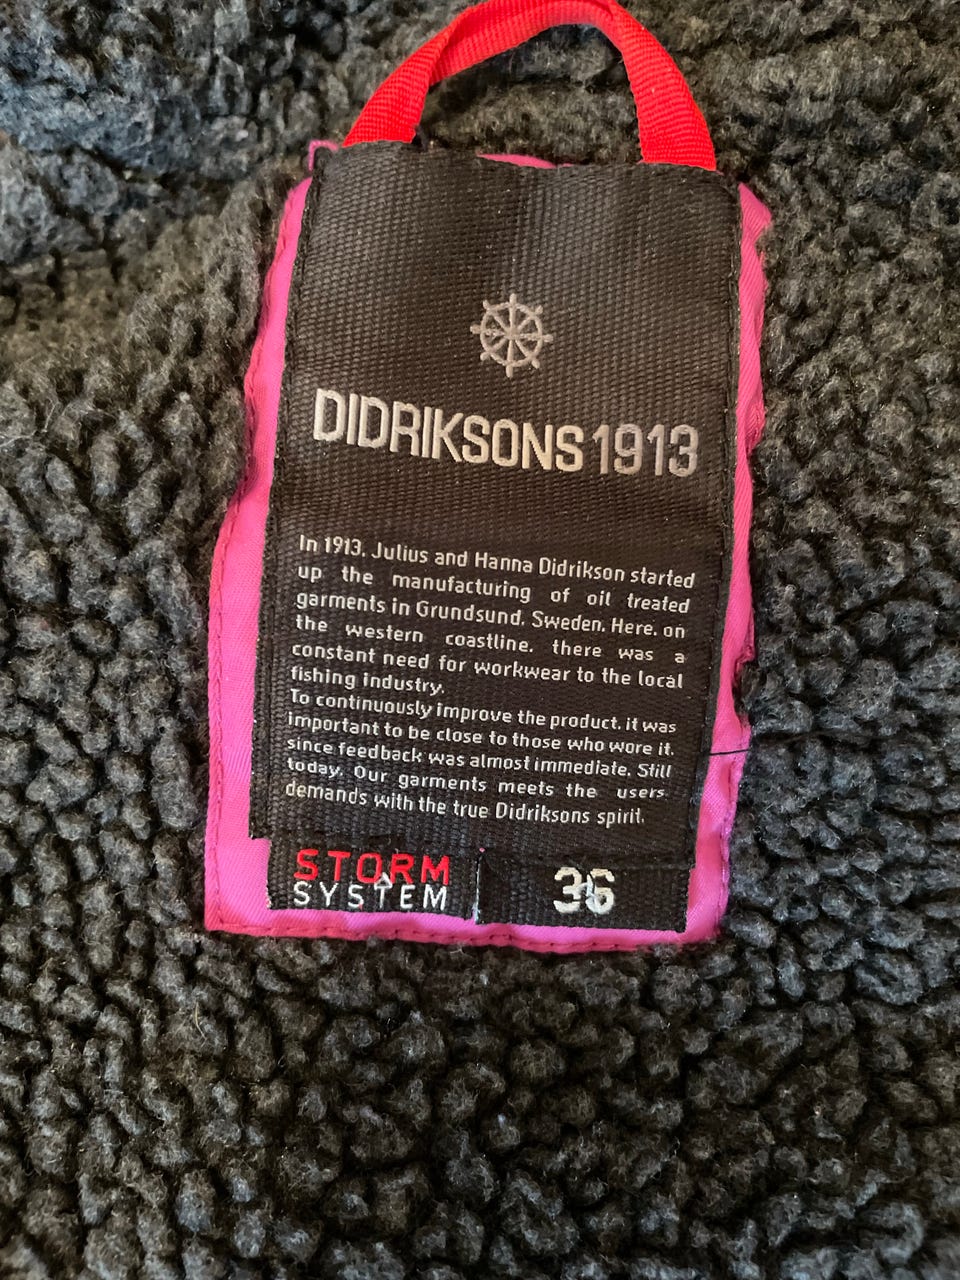 DIDRIKSONS 1913
In 1913, Julius and Hanna Didrikson started
up the manufacturing of oil treated
garments in Grundsund, Sweden. Here, on
the western coastline, there was a
constant need for workwear to the local
fishing industry.
To continuously improve the product, it was
important to be close to those who wore it,
since feedback was almost immediate. Still
today. Our garments meets the users
demands with the true Didriksons spirit.
STORM
SYSTEM
36